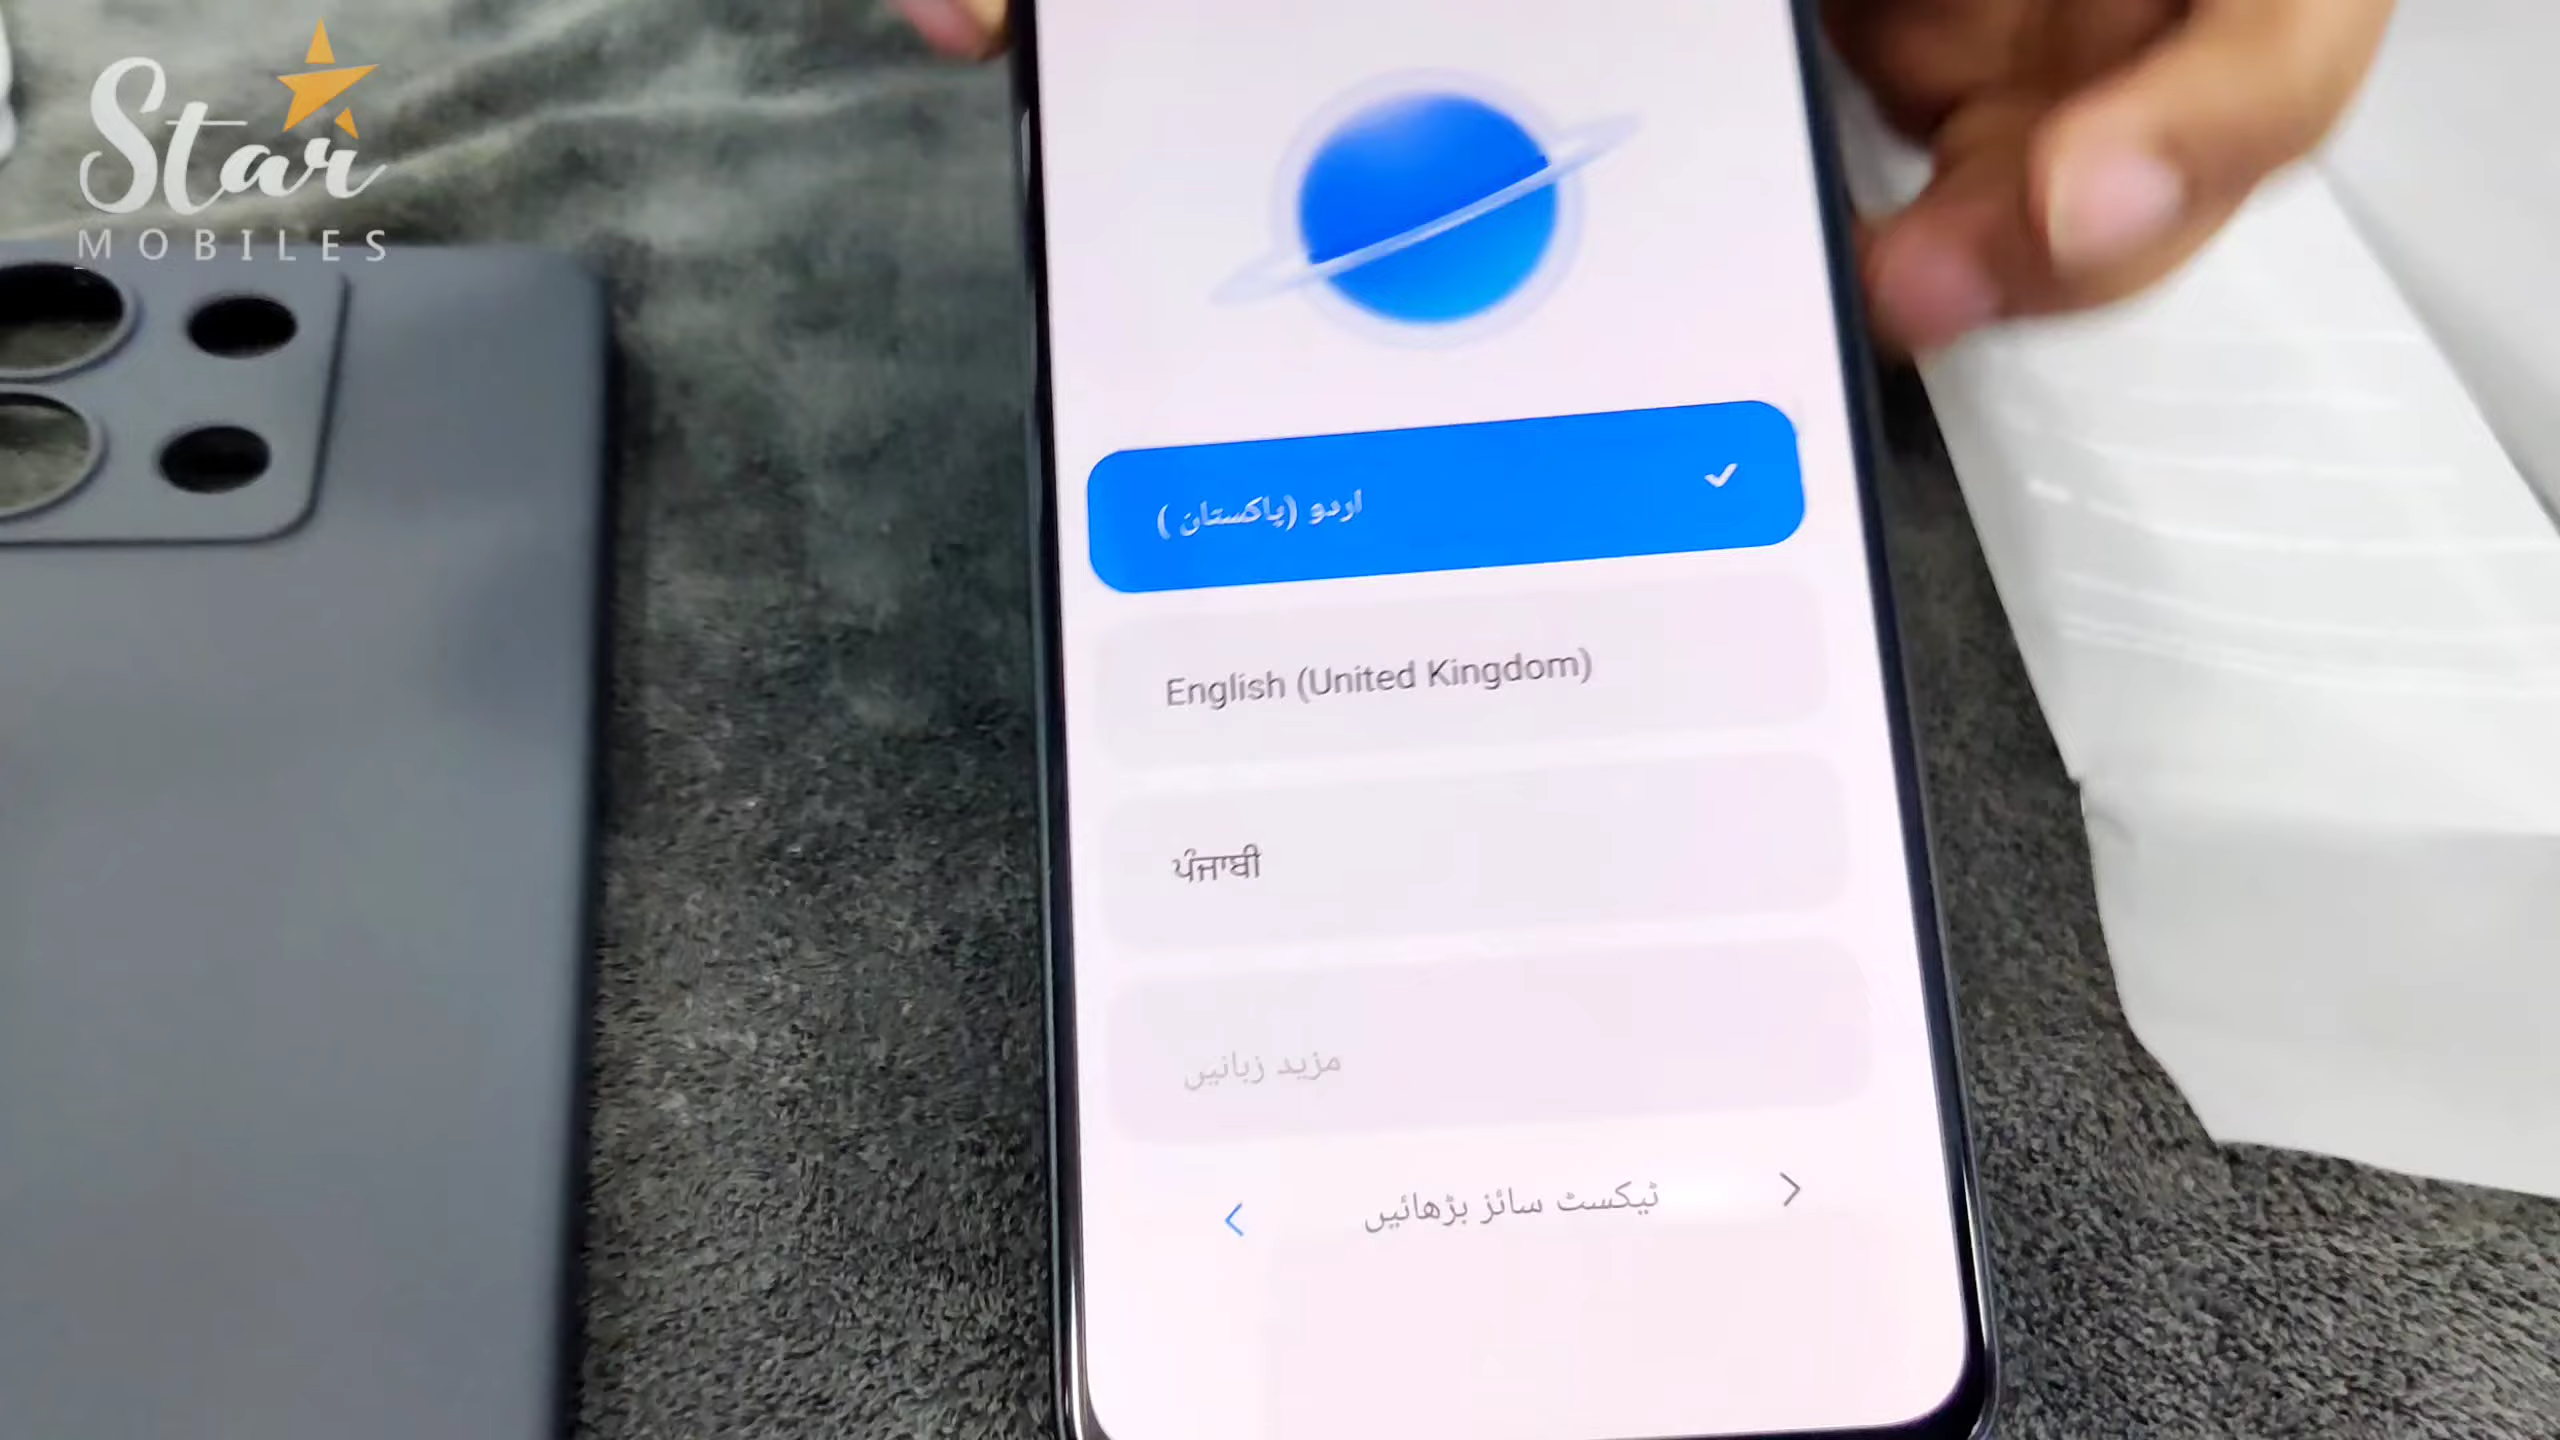 Star
MOBILES
اردو (پاکستان )
English (United Kingdom)
ਪੰਜਾਬੀ
مزید زبانیں
ٹیکسٹ سائز بڑھائیں